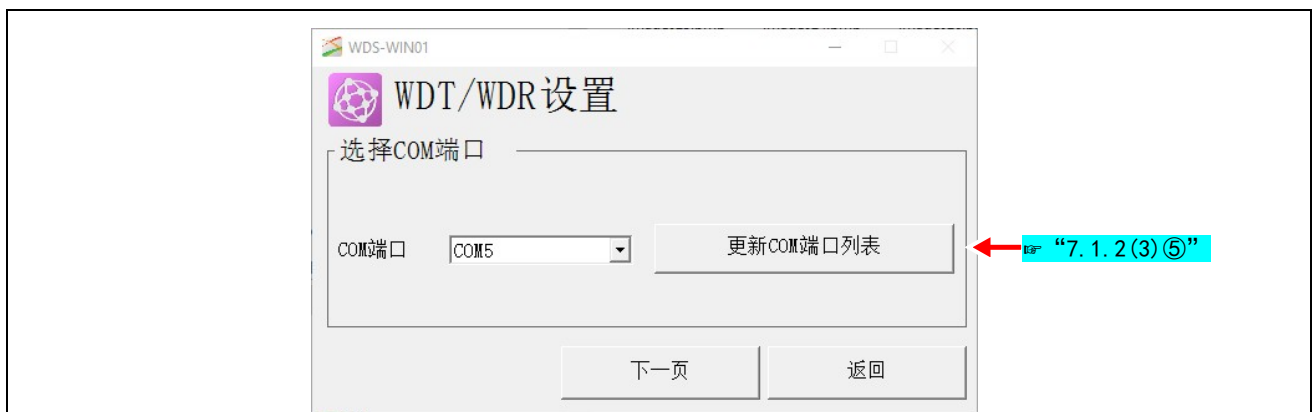 WDS-WIN01
WDT/WDR设置
选择COM端口
COM端口
COM5
更新COM端口列表
☞ “7.1.2(3)⑤”
下一页
返回